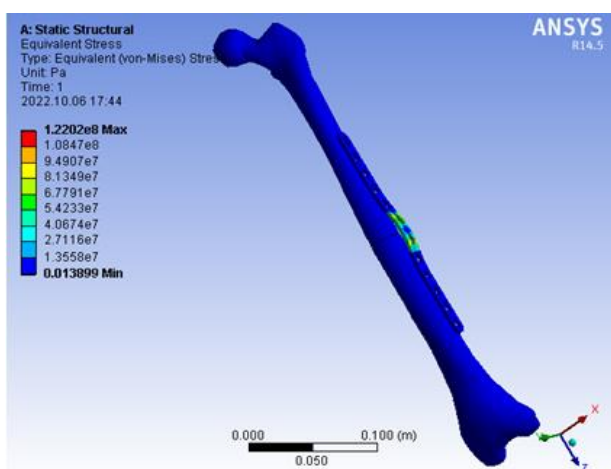 A: Static Structural
Equivalent Stress
Type: Equivalent (von-Mises) Stres
Unit: Pa
Time: 1
2022.10.06 17:44
1.2202e8 Max
1.0847e8
9.4907e7
8.1349e7
6.7791e7
5.4233e7
4.0674e7
2.7116e7
1.3558e7
0.013899 Min
ANSYS
R14.5
0.000
0.100 (m)
0.050
X
Z